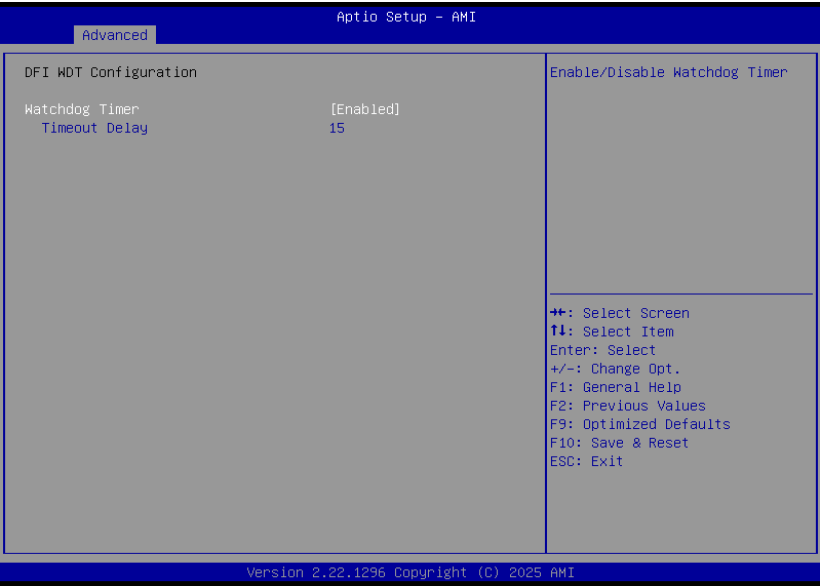 Aptio Setup – AMI
Advanced
DFI WDT Configuration
Watchdog Timer [Enabled]
Timeout Delay 15
Enable/Disable Watchdog Timer
→←: Select Screen
↑↓: Select Item
Enter: Select
+/-: Change Opt.
F1: General Help
F2: Previous Values
F9: Optimized Defaults
F10: Save & Reset
ESC: Exit
Version 2.22.1296 Copyright (C) 2025 AMI